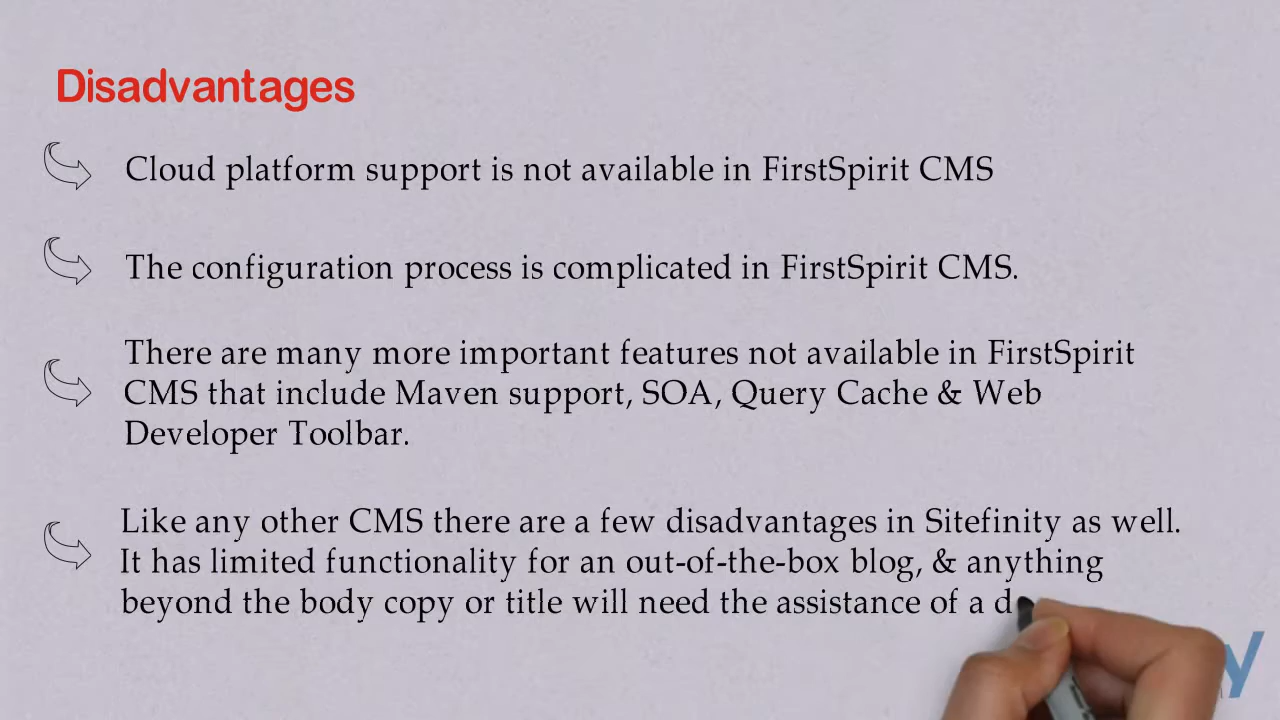 Disadvantages
Cloud platform support is not available in FirstSpirit CMS
The configuration process is complicated in FirstSpirit CMS.
There are many more important features not available in FirstSpirit
CMS that include Maven support, SOA, Query Cache & Web
Developer Toolbar.
Like any other CMS there are a few disadvantages in Sitefinity as well.
It has limited functionality for an out-of-the-box blog, & anything
beyond the body copy or title will need the assistance of a d
y